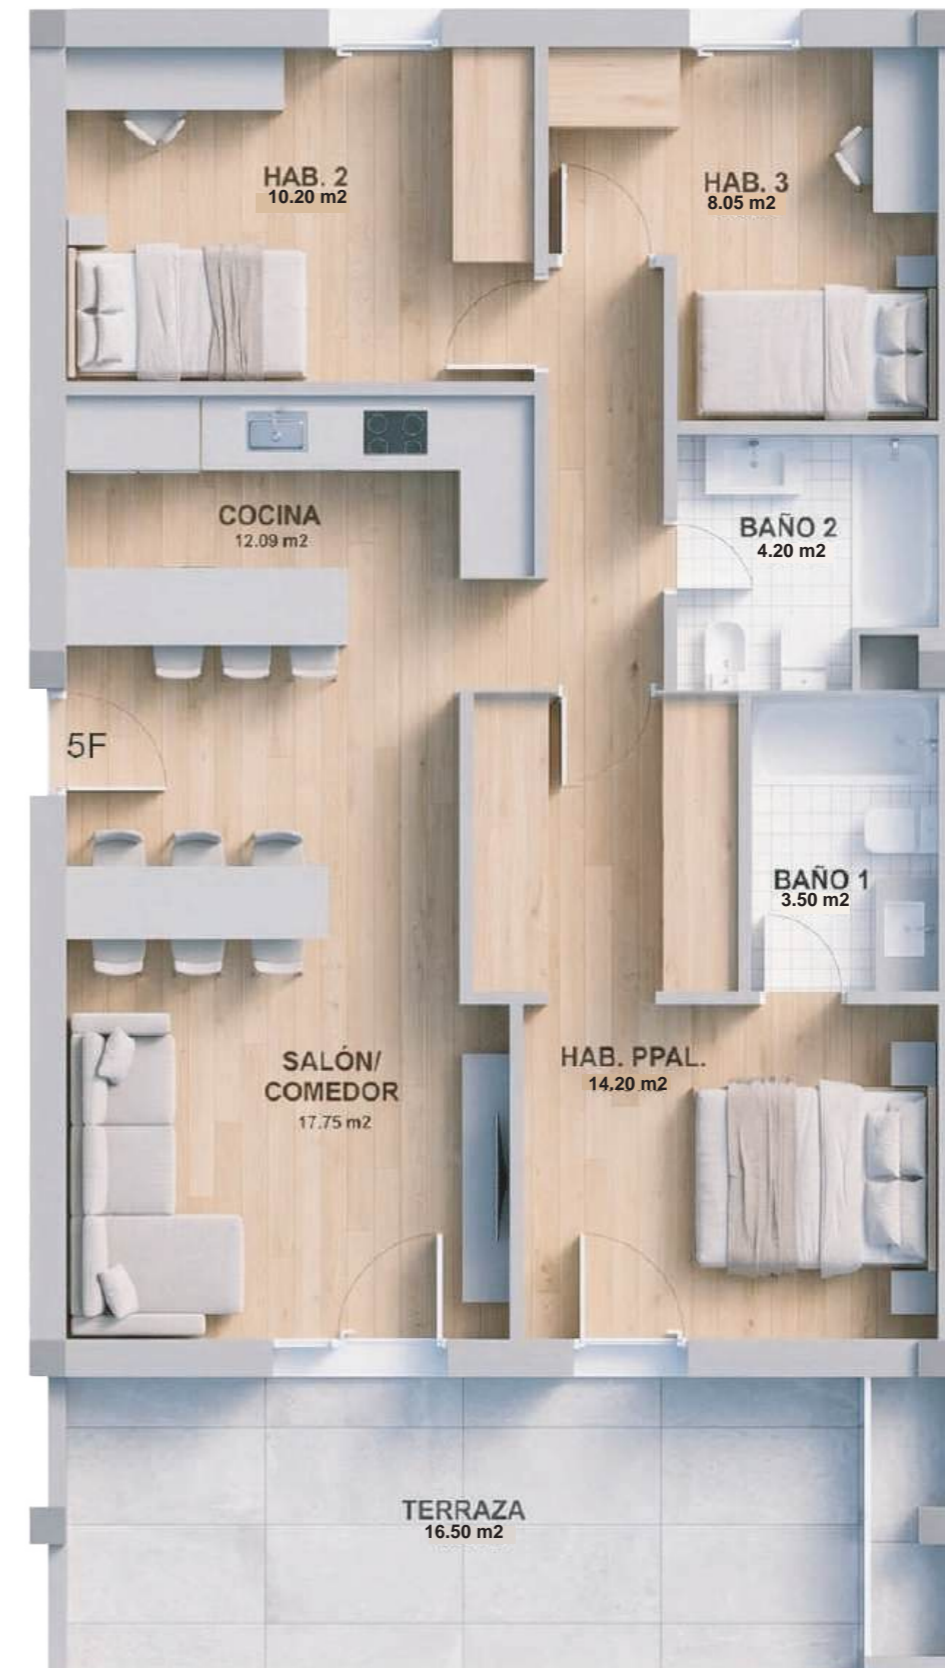 HAB. 2
10.20 m2
HAB. 3
8.05 m2
COCINA
12.09 m2
BAÑO 2
4.20 m2
5F
BAÑO 1
3.50 m2
SALÓN/
COMEDOR
17.75 m2
HAB. PPAL.
14.20 m2
TERRAZA
16.50 m2